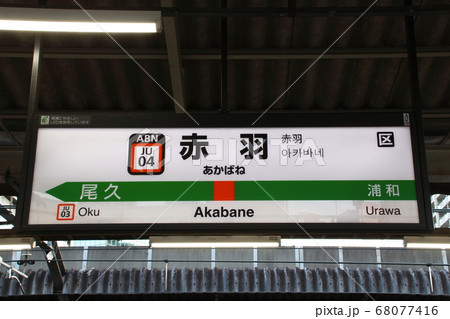 ABN
JU
04
赤羽
あかばね
赤羽
아카바네
区
尾久
浦和
JU
03
Oku
Akabane
Urawa
PIXTA
68077416